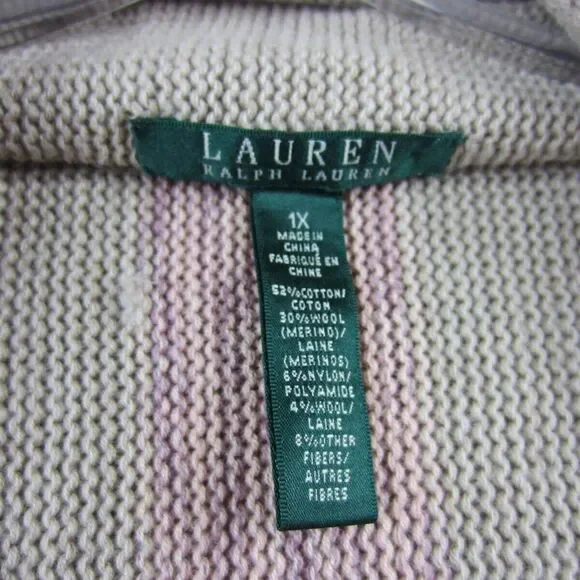 LAUREN
RALPH LAUREN
1X
MADE IN
CHINA
FABRIQUÉ EN
CHINE
52%COTTON/
COTON
30%WOOL
(MERINO)/
LAINE
(MERINOS)
6%NYLON/
POLYAMIDE
4%WOOL/
LAINE
8%OTHER
FIBERS/
AUTRES
FIBRES